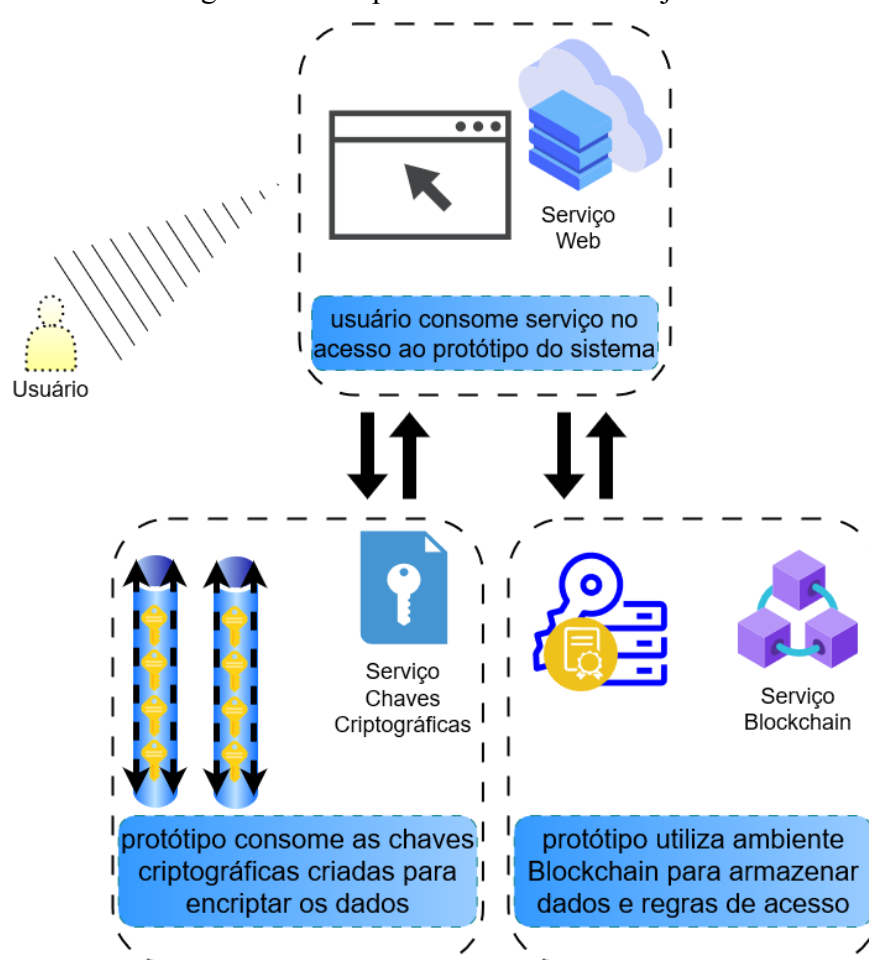 Serviço
Web
usuário consome serviço no
acesso ao protótipo do sistema
Usuário
Serviço
Chaves
Criptográficas
Serviço
Blockchain
protótipo consome as chaves
criptográficas criadas para
encriptar os dados
protótipo utiliza ambiente
Blockchain para armazenar
dados e regras de acesso